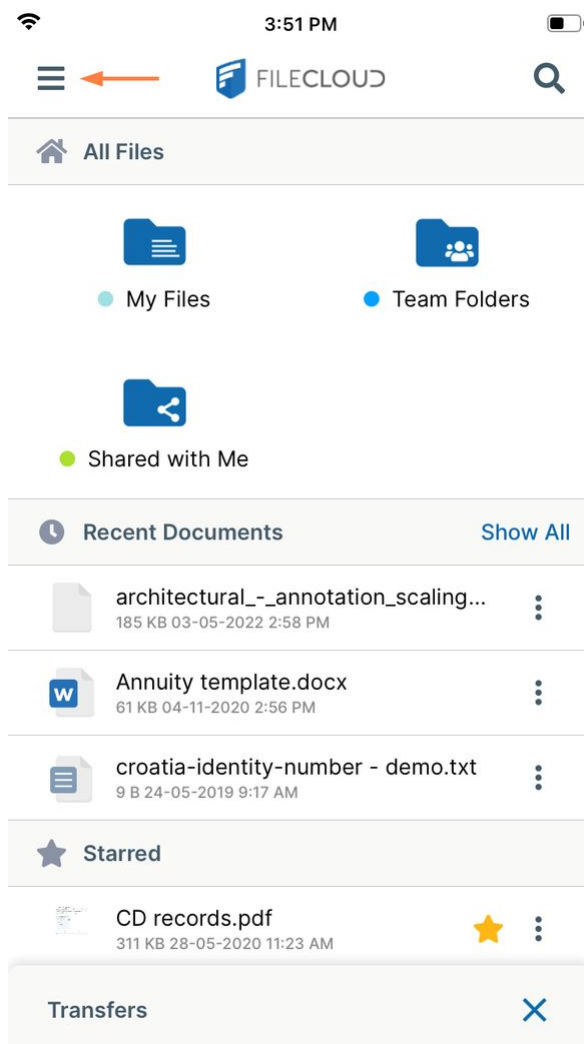 3:51 PM
FILECLOUD
All Files
My Files
Team Folders
Shared with Me
Recent Documents
Show All
architectural_-_annotation_scaling...
185 KB 03-05-2022 2:58 PM
W
Annuity template.docx
61 KB 04-11-2020 2:56 PM
croatia-identity-number - demo.txt
9 B 24-05-2019 9:17 AM
Starred
CD records.pdf
311 KB 28-05-2020 11:23 AM
Transfers